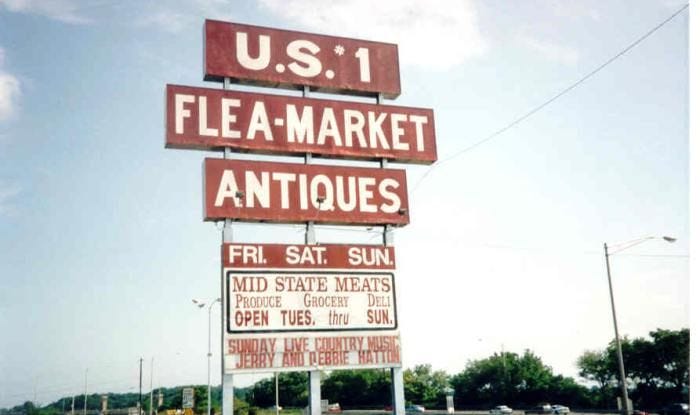 U.S. #1
FLEA-MARKET
ANTIQUES
FRI. SAT. SUN.
MID STATE MEATS
PRODUCE GROCERY DELI
OPEN TUES. thru SUN.
SUNDAY LIVE COUNTRY MUSIC
JERRY AND DEBBIE HATTON